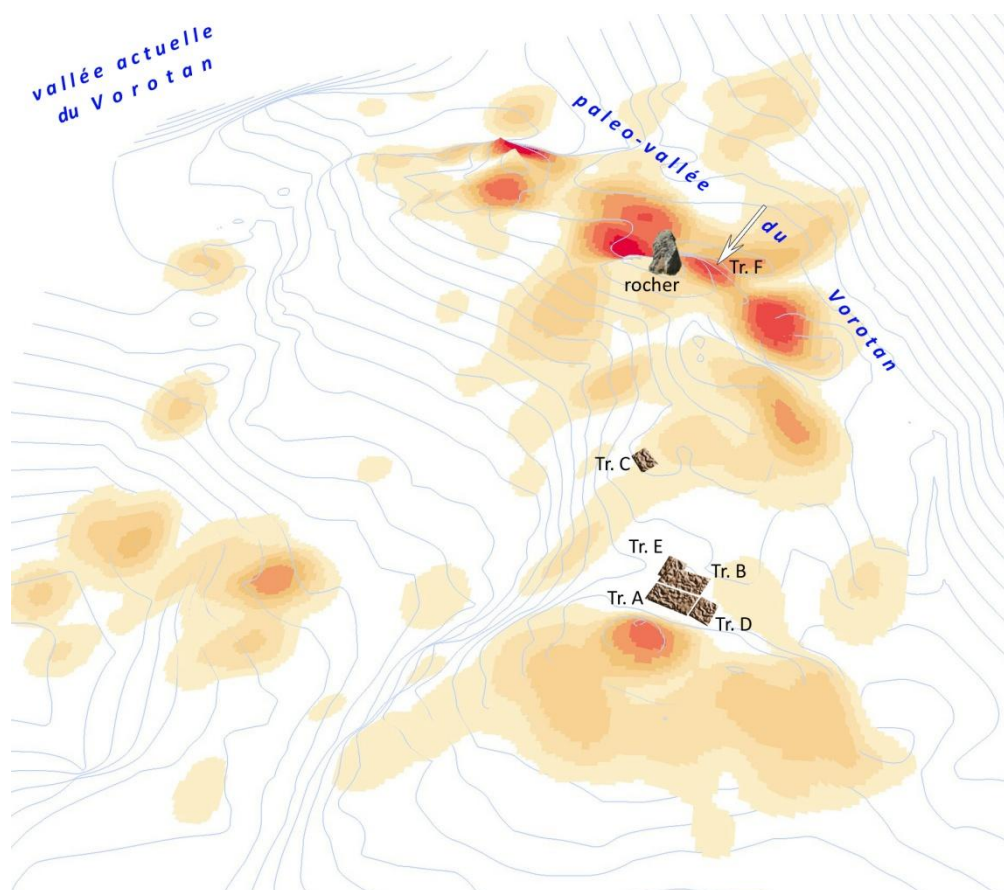 vallée actuelle
du Vorotan
paleo-vallée
du
Vorotan
Tr. F
rocher
Tr. C
Tr. E
Tr. B
Tr. A
Tr. D